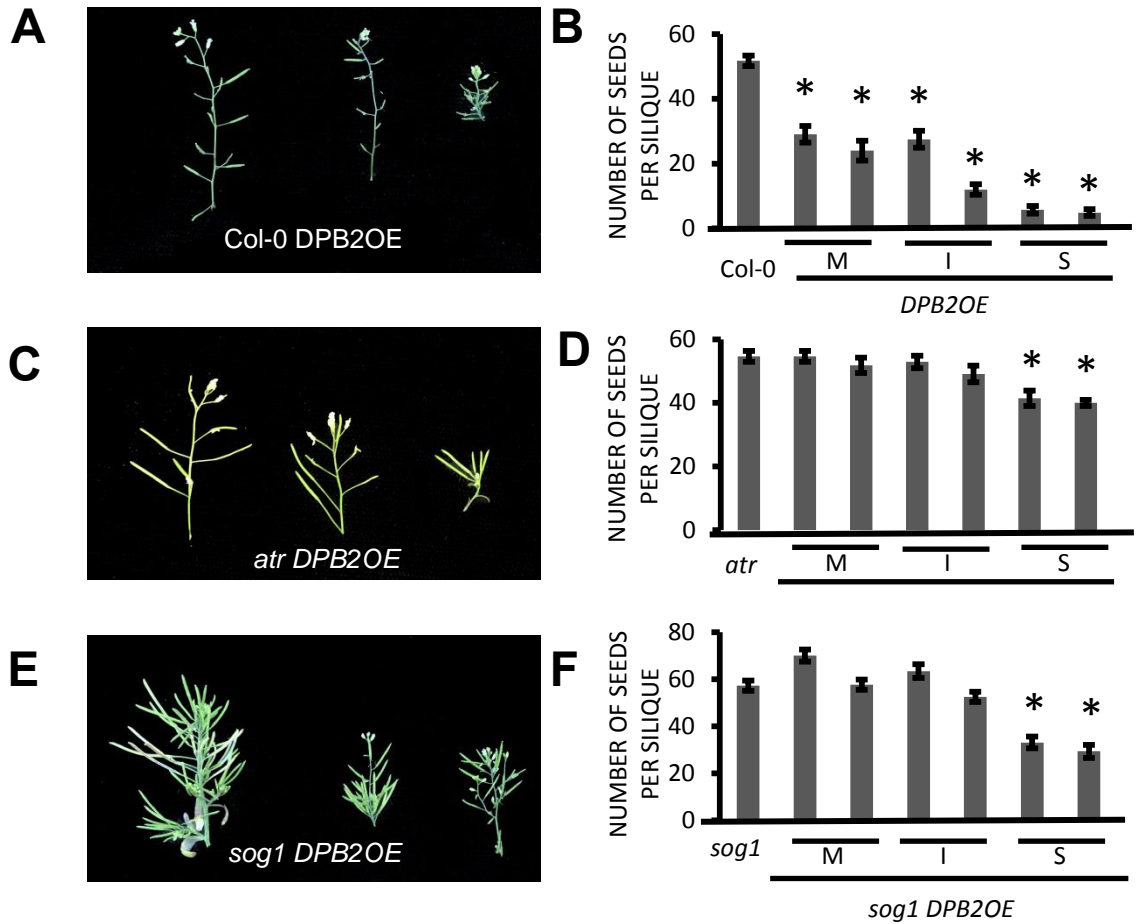 A
Col-0 DPB2OE
B
NUMBER OF SEEDS
PER SILIQUE
60
40
20
0
* * * * * *
Col-0 M I S
DPB2OE
C
atr DPB2OE
D
NUMBER OF SEEDS
PER SILIQUE
60
40
20
0
* *
atr M I S
E
sog1 DPB2OE
F
NUMBER OF SEEDS
PER SILIQUE
80
60
40
20
0
* *
sog1 M I S
sog1 DPB2OE